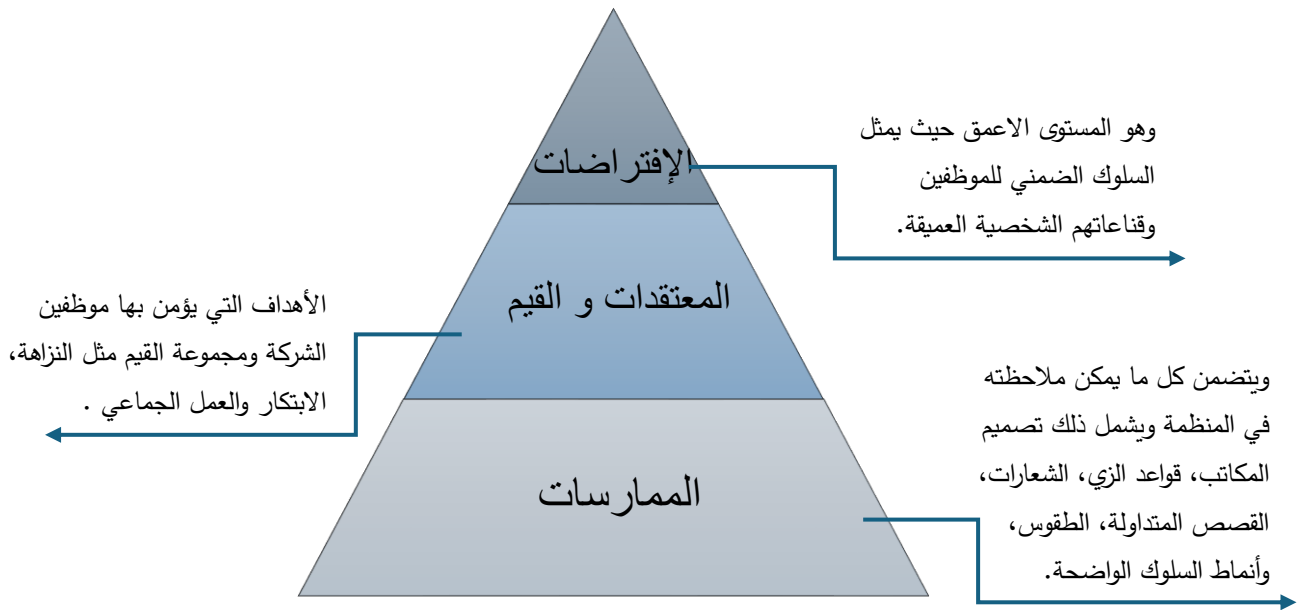 الإفتراضات
وهو المستوى الاعمق حيث يمثل
السلوك الضمني للموظفين
وقناعاتهم الشخصية العميقة.
المعتقدات و القيم
الأهداف التي يؤمن بها موظفين
الشركة ومجموعة القيم مثل النزاهة،
الابتكار والعمل الجماعي .
الممارسات
ويتضمن كل ما يمكن ملاحظته
في المنظمة ويشمل ذلك تصميم
المكاتب، قواعد الزي، الشعارات،
القصص المتداولة، الطقوس،
وأنماط السلوك الواضحة.